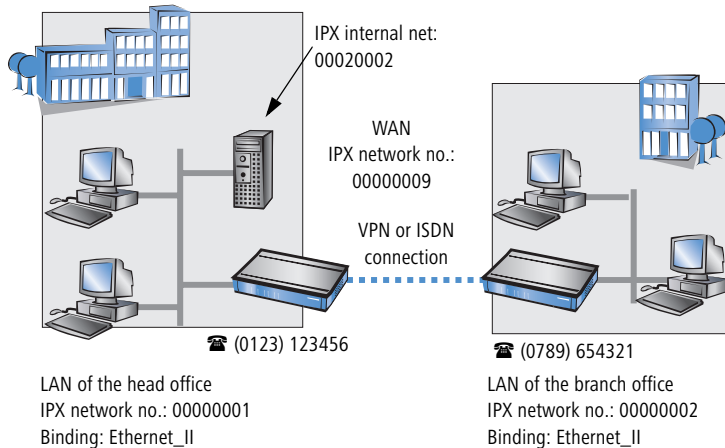 IPX internal net:
00020002
WAN
IPX network no.:
00000009
VPN or ISDN
connection
☎ (0123) 123456
☎ (0789) 654321
LAN of the head office
IPX network no.: 00000001
Binding: Ethernet_II
LAN of the branch office
IPX network no.: 00000002
Binding: Ethernet_II